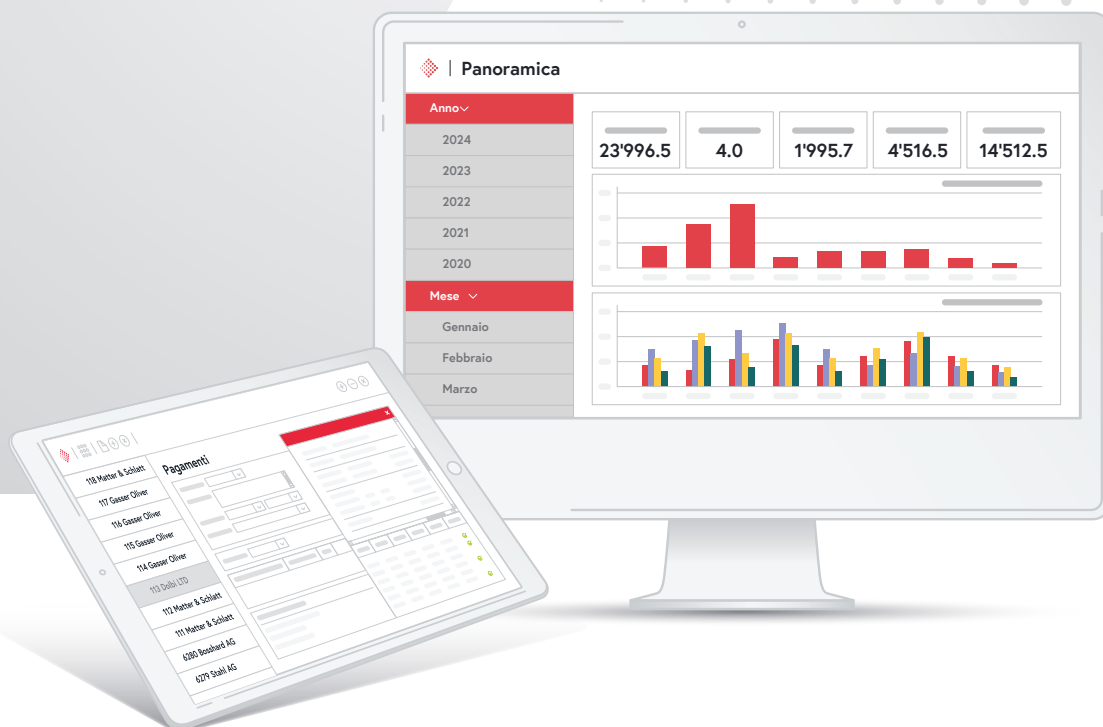 Panoramica
Anno
2024
2023
2022
2021
2020
Mese
Gennaio
Febbraio
Marzo
23'996.5
4.0
1'995.7
4'516.5
14'512.5
Pagamenti
118 Matter & Schlatt
117 Gasser Oliver
116 Gasser Oliver
115 Gasser Oliver
114 Gasser Oliver
113 Dolbi LTD
112 Matter & Schlatt
111 Matter & Schlatt
6280 Bosshard AG
6279 Stahl AG
x